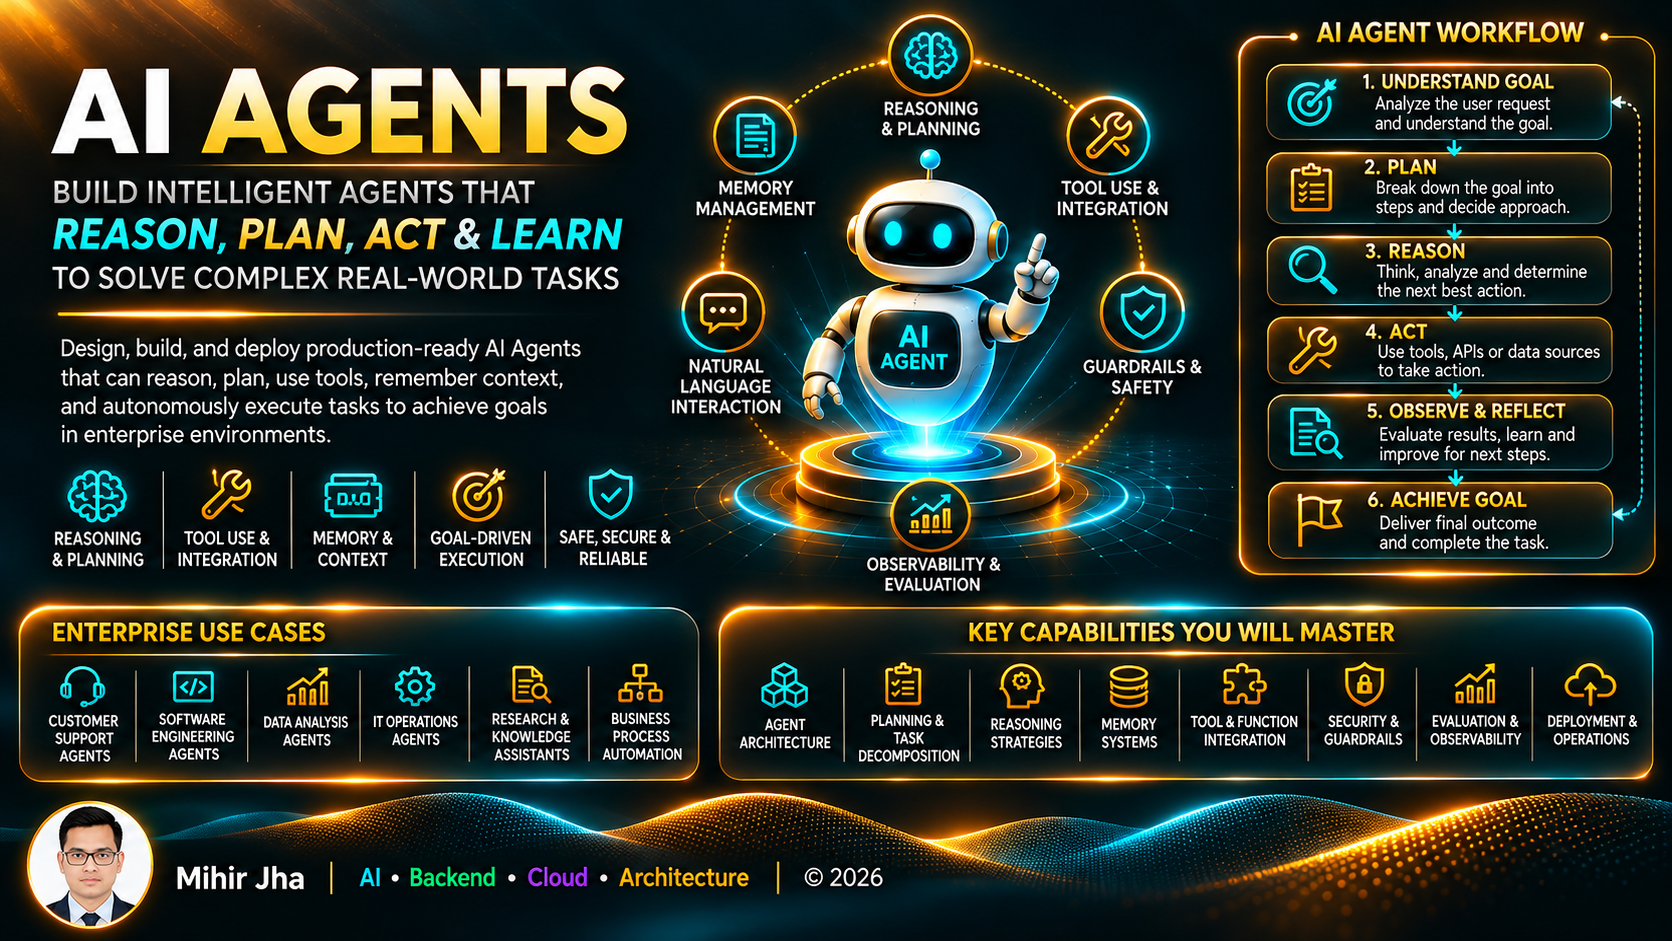 AI AGENTS
BUILD INTELLIGENT AGENTS THAT
REASON, PLAN, ACT & LEARN
TO SOLVE COMPLEX REAL-WORLD TASKS
Design, build, and deploy production-ready AI Agents
that can reason, plan, use tools, remember context,
and autonomously execute tasks to achieve goals
in enterprise environments.
REASONING
& PLANNING
TOOL USE &
INTEGRATION
MEMORY &
CONTEXT
GOAL-DRIVEN
EXECUTION
SAFE, SECURE &
RELIABLE
REASONING
& PLANNING
MEMORY
MANAGEMENT
TOOL USE &
INTEGRATION
NATURAL
LANGUAGE
INTERACTION
GUARDRAILS &
SAFETY
AI
AGENT
OBSERVABILITY &
EVALUATION
AI AGENT WORKFLOW
1. UNDERSTAND GOAL
Analyze the user request
and understand the goal.
2. PLAN
Break down the goal into
steps and decide approach.
3. REASON
Think, analyze and determine
the next best action.
4. ACT
Use tools, APIs or data sources
to take action.
5. OBSERVE & REFLECT
Evaluate results, learn and
improve for next steps.
6. ACHIEVE GOAL
Deliver final outcome
and complete the task.
ENTERPRISE USE CASES
CUSTOMER
SUPPORT
AGENTS
SOFTWARE
ENGINEERING
AGENTS
DATA ANALYSIS
AGENTS
IT OPERATIONS
AGENTS
RESEARCH &
KNOWLEDGE
ASSISTANTS
BUSINESS
PROCESS
AUTOMATION
KEY CAPABILITIES YOU WILL MASTER
AGENT
ARCHITECTURE
PLANNING &
TASK
DECOMPOSITION
REASONING
STRATEGIES
MEMORY
SYSTEMS
TOOL & FUNCTION
INTEGRATION
SECURITY &
GUARDRAILS
EVALUATION &
OBSERVABILITY
DEPLOYMENT &
OPERATIONS
Mihir Jha | AI • Backend • Cloud • Architecture | © 2026